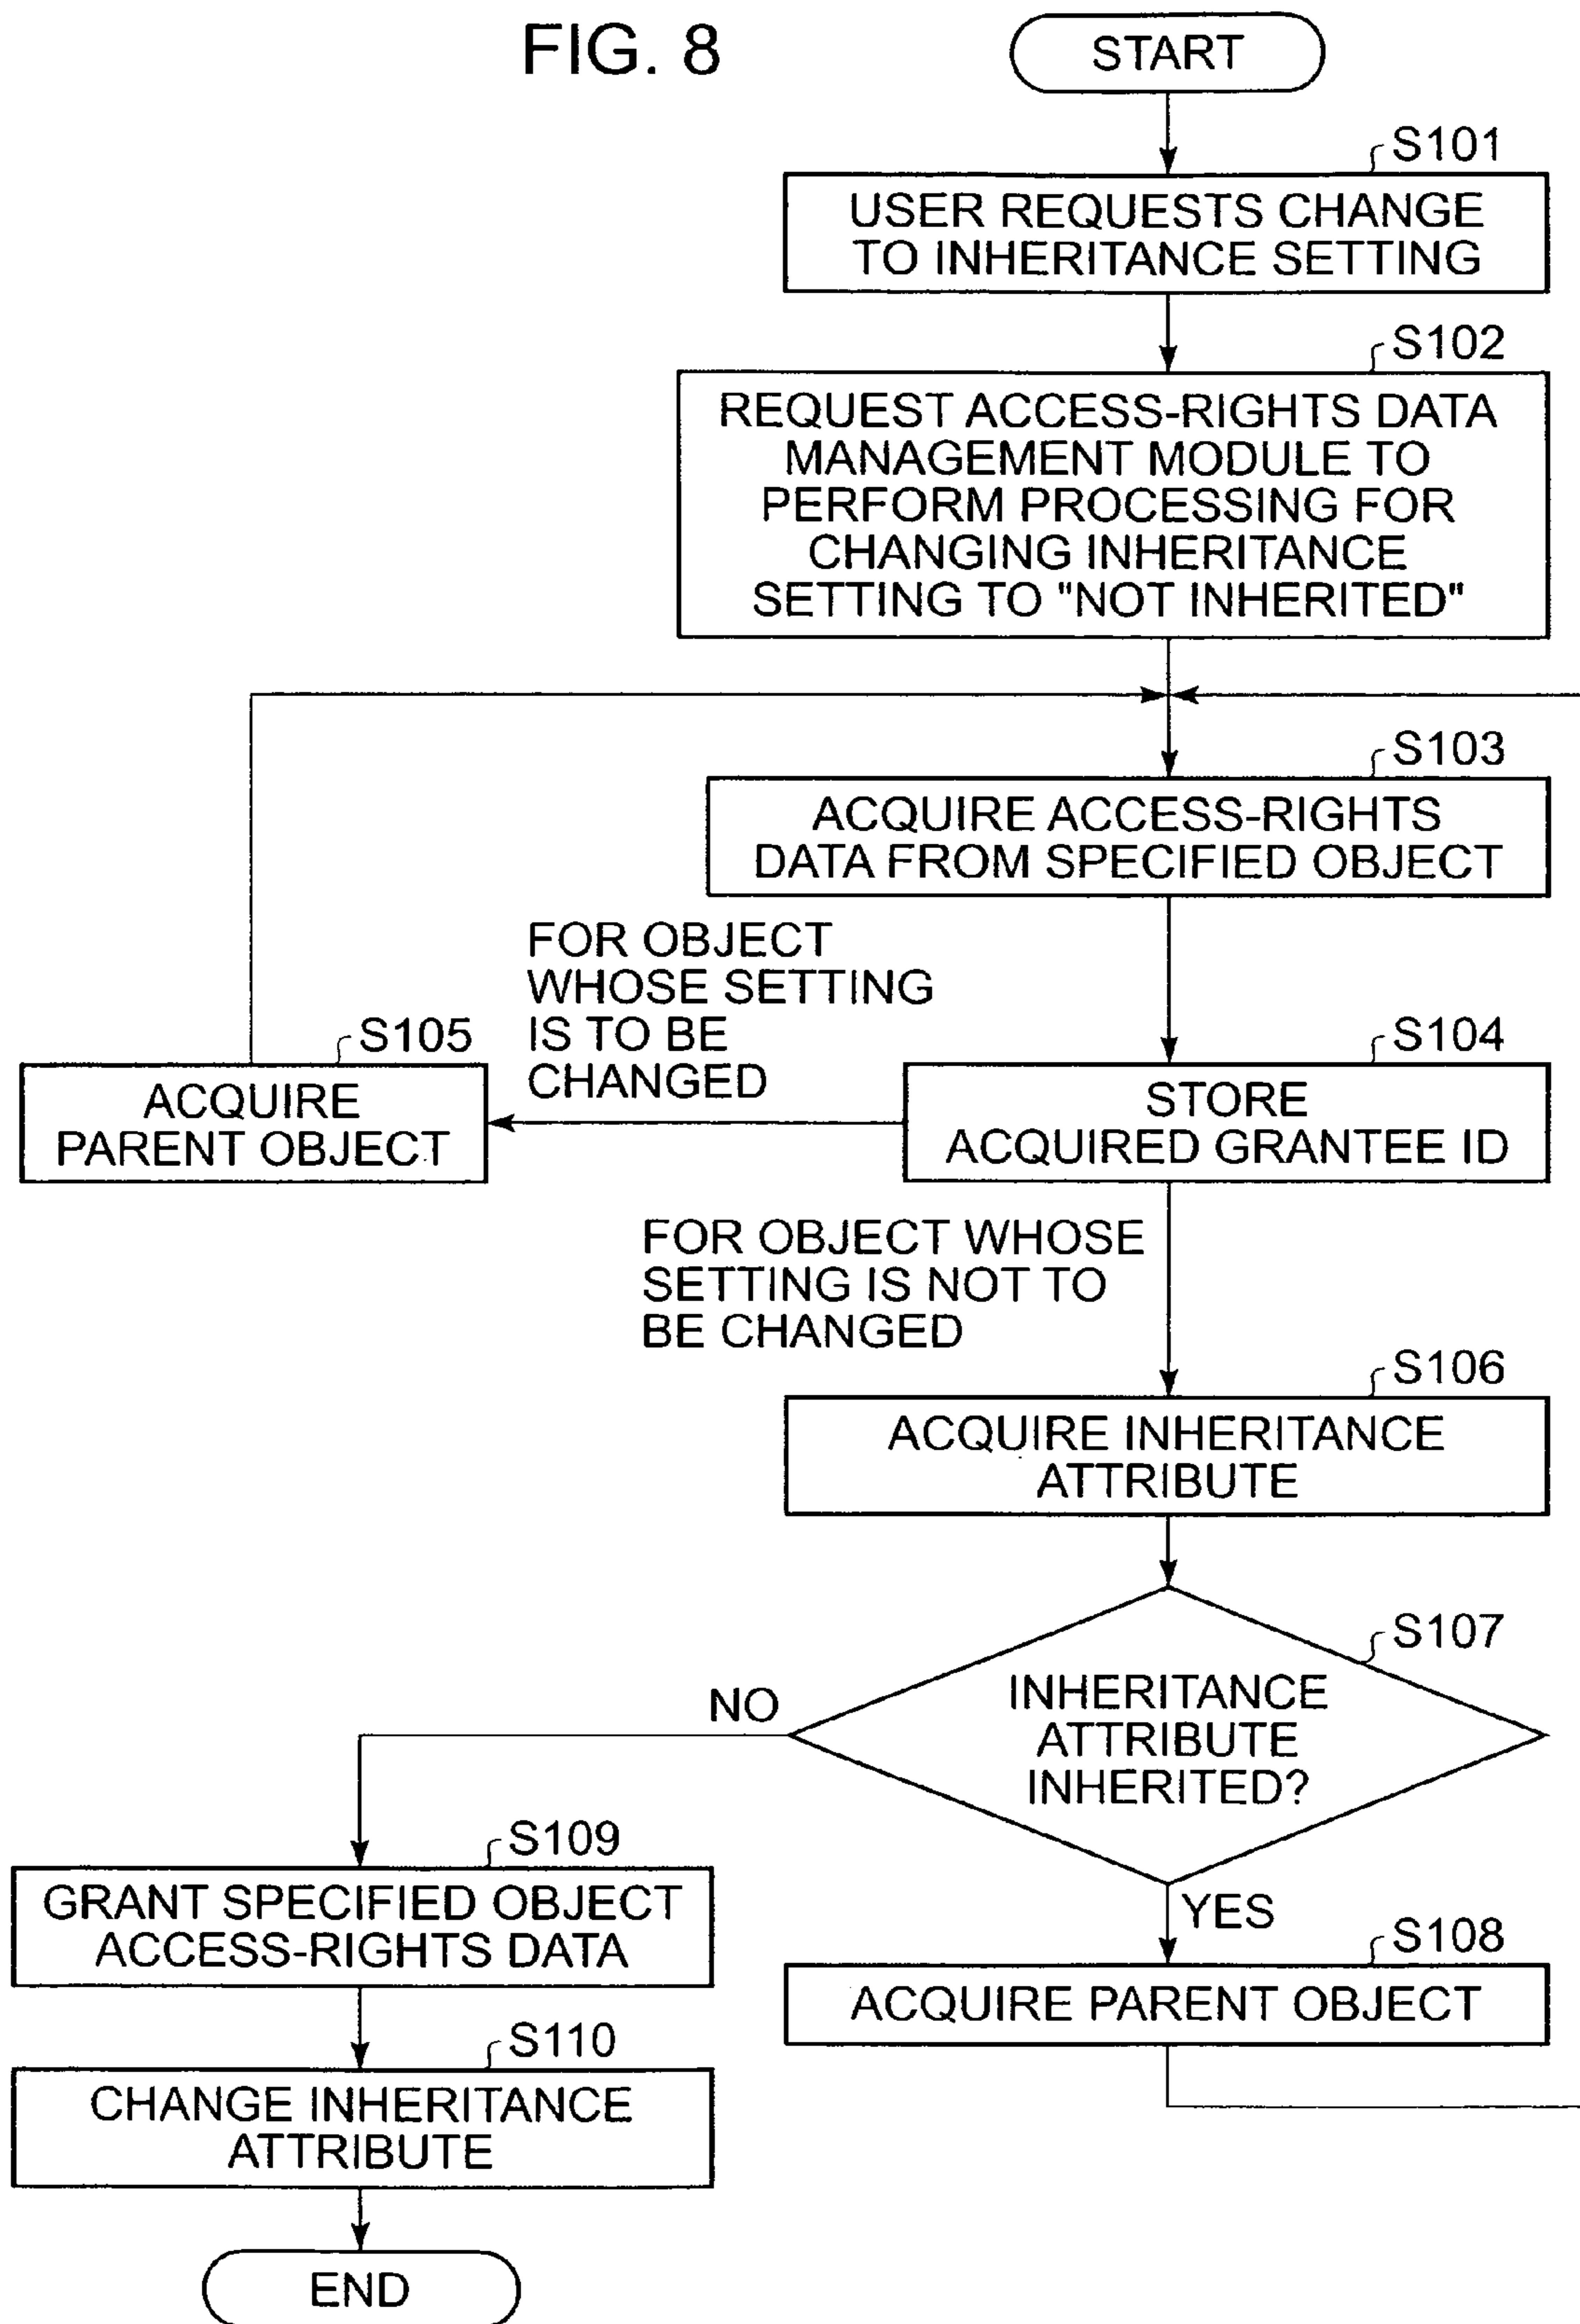 FIG. 8
START
S101
USER REQUESTS CHANGE
TO INHERITANCE SETTING
S102
REQUEST ACCESS-RIGHTS DATA
MANAGEMENT MODULE TO
PERFORM PROCESSING FOR
CHANGING INHERITANCE
SETTING TO "NOT INHERITED"
S103
ACQUIRE ACCESS-RIGHTS
DATA FROM SPECIFIED OBJECT
FOR OBJECT
WHOSE SETTING
IS TO BE
CHANGED
S105
ACQUIRE
PARENT OBJECT
S104
STORE
ACQUIRED GRANTEE ID
FOR OBJECT WHOSE
SETTING IS NOT TO
BE CHANGED
S106
ACQUIRE INHERITANCE
ATTRIBUTE
S107
INHERITANCE
ATTRIBUTE
INHERITED?
NO
YES
S109
GRANT SPECIFIED OBJECT
ACCESS-RIGHTS DATA
S108
ACQUIRE PARENT OBJECT
S110
CHANGE INHERITANCE
ATTRIBUTE
END